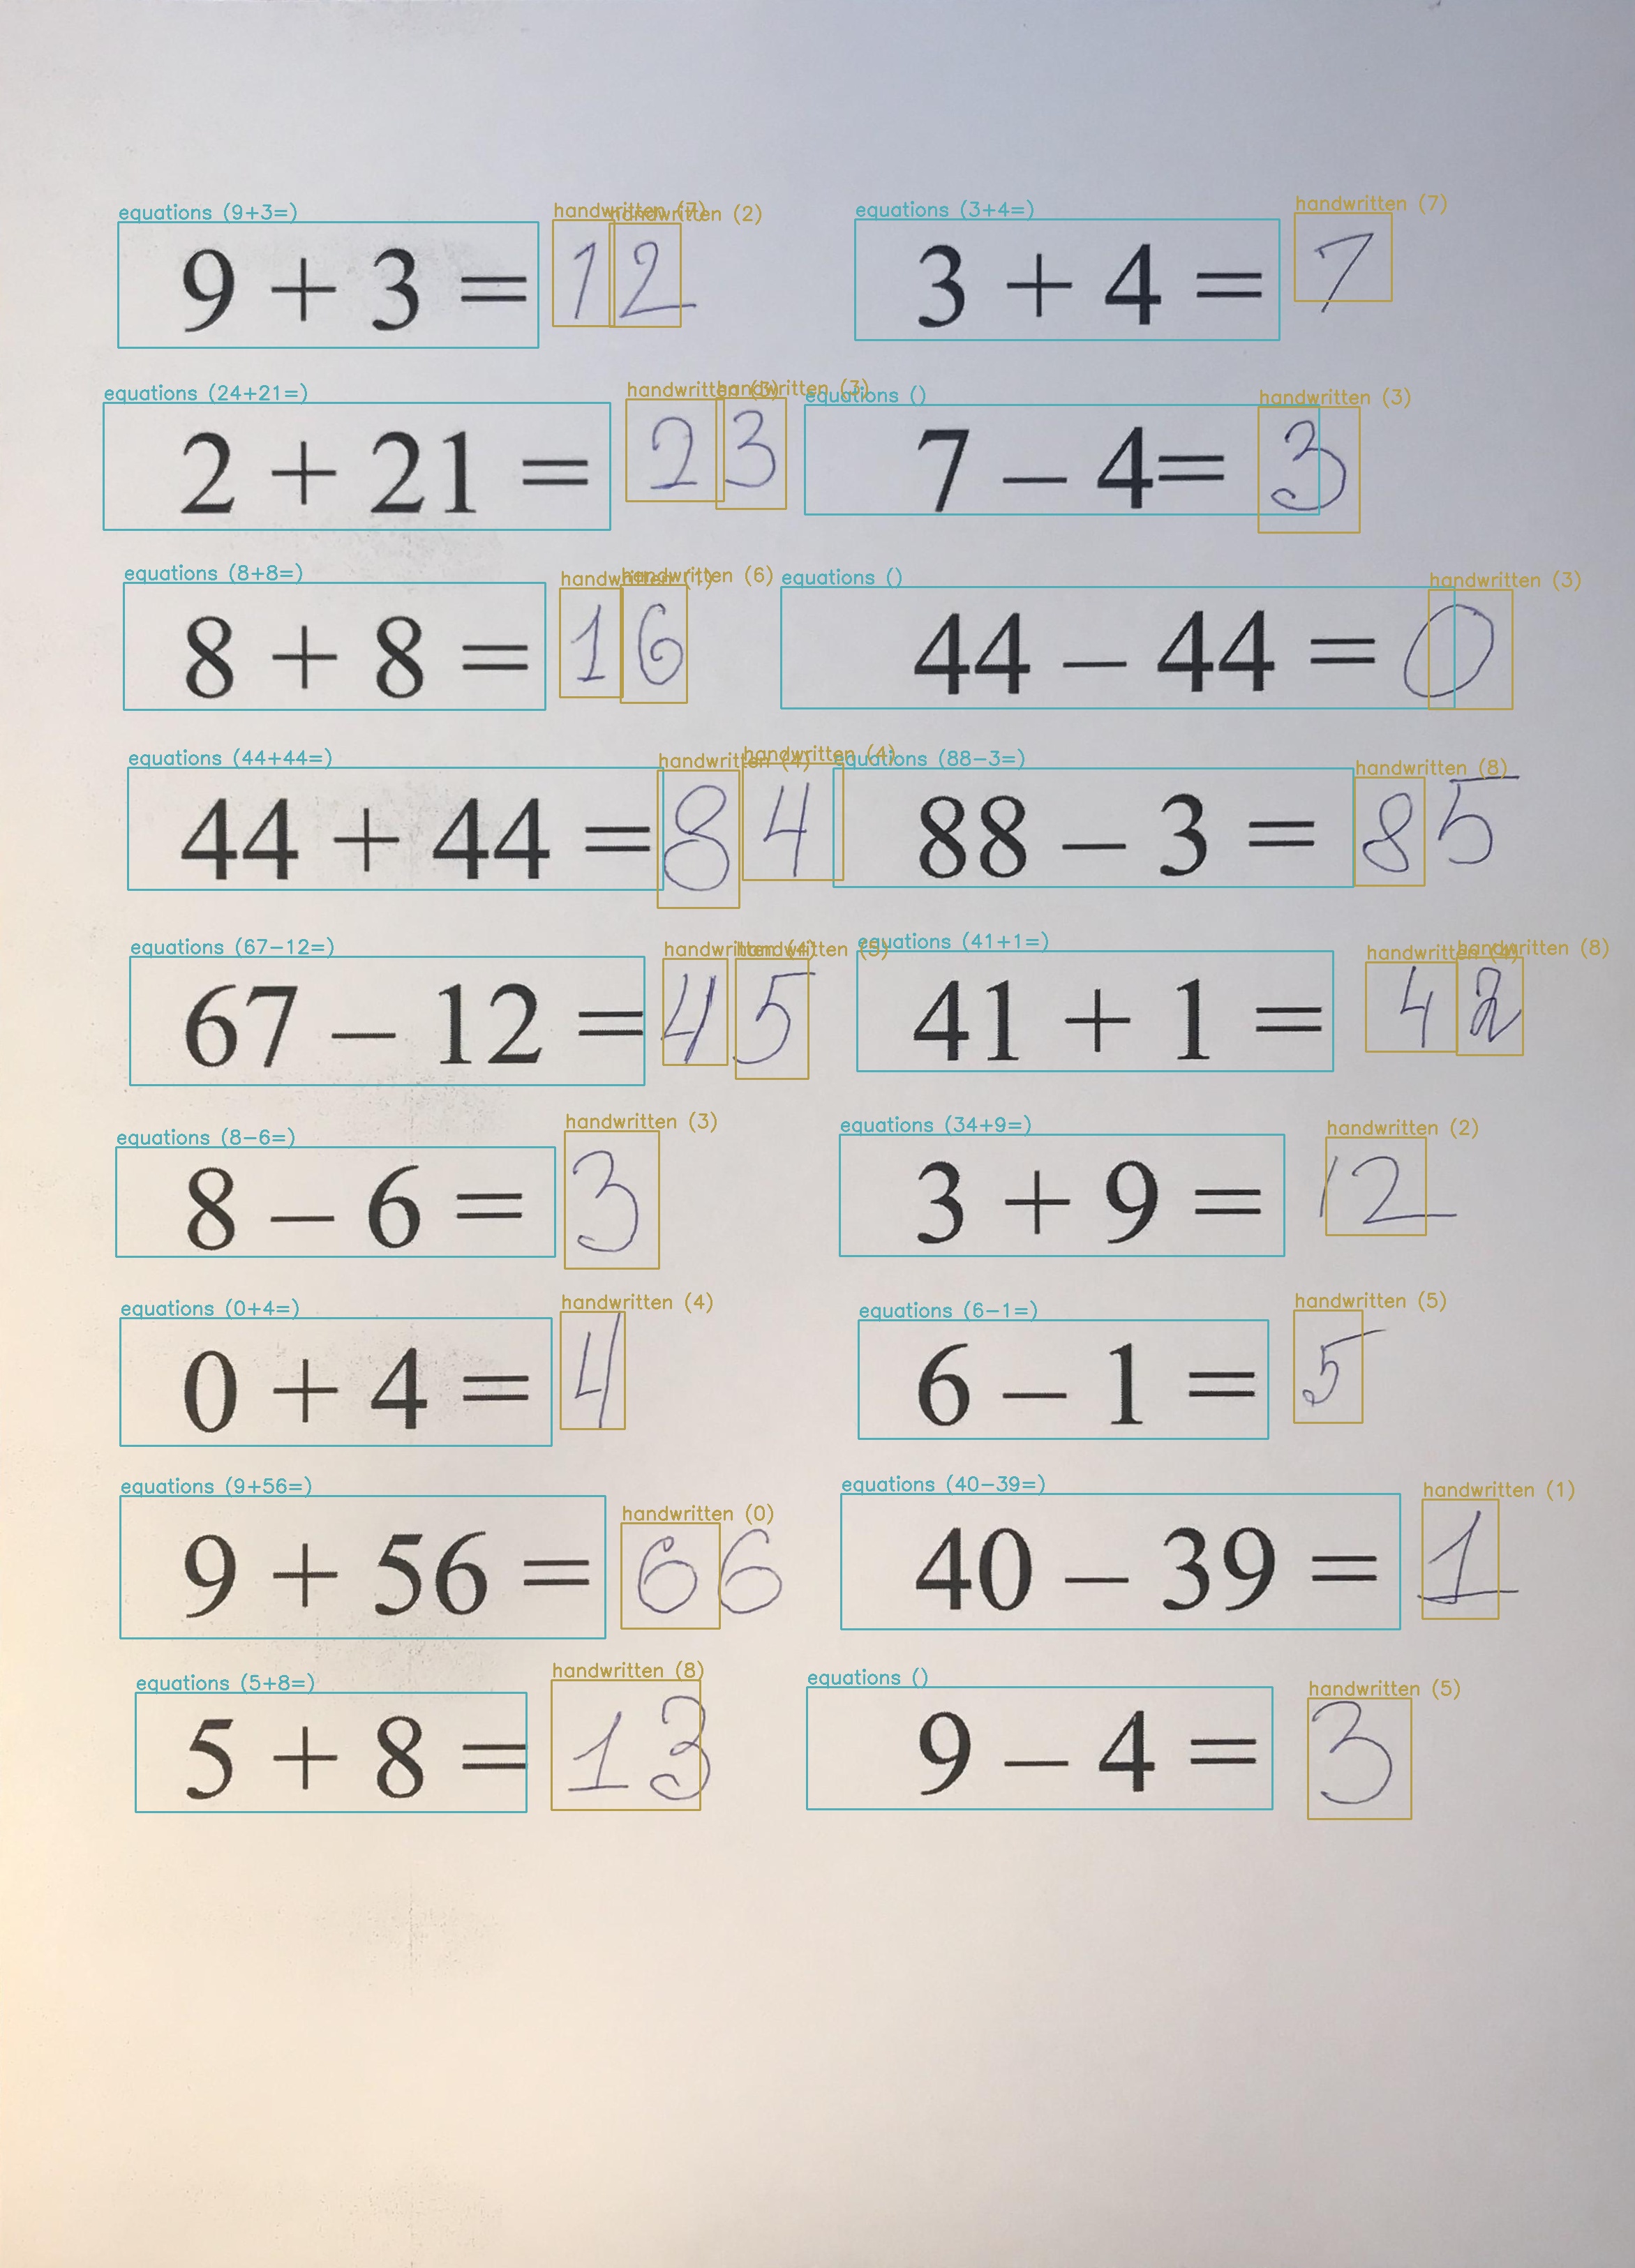 equations (9+3=) handwritten (7) handwritten (2) equations (3+4=) handwritten (7)
9 + 3 = 12 3 + 4 = 7
equations (24+21=) handwritten (3) handwritten (3) equations () handwritten (3)
2 + 21 = 23 7 – 4= 3
equations (8+8=) handwritten (1) handwritten (6) equations () handwritten (3)
8 + 8 = 16 44 – 44 = 0
equations (44+44=) handwritten (4) handwritten (4) equations (88-3=) handwritten (8)
44 + 44 = 84 88 – 3 = 85
equations (67-12=) handwritten (4) handwritten (5) equations (41+1=) handwritten (4) handwritten (8)
67 – 12 = 45 41 + 1 = 42
equations (8-6=) handwritten (3) equations (34+9=) handwritten (2)
8 – 6 = 3 3 + 9 = 12
equations (0+4=) handwritten (4) equations (6-1=) handwritten (5)
0 + 4 = 4 6 – 1 = 5
equations (9+56=) handwritten (0) equations (40-39=) handwritten (1)
9 + 56 = 66 40 – 39 = 1
equations (5+8=) handwritten (8) equations () handwritten (5)
5 + 8 = 13 9 – 4 = 3